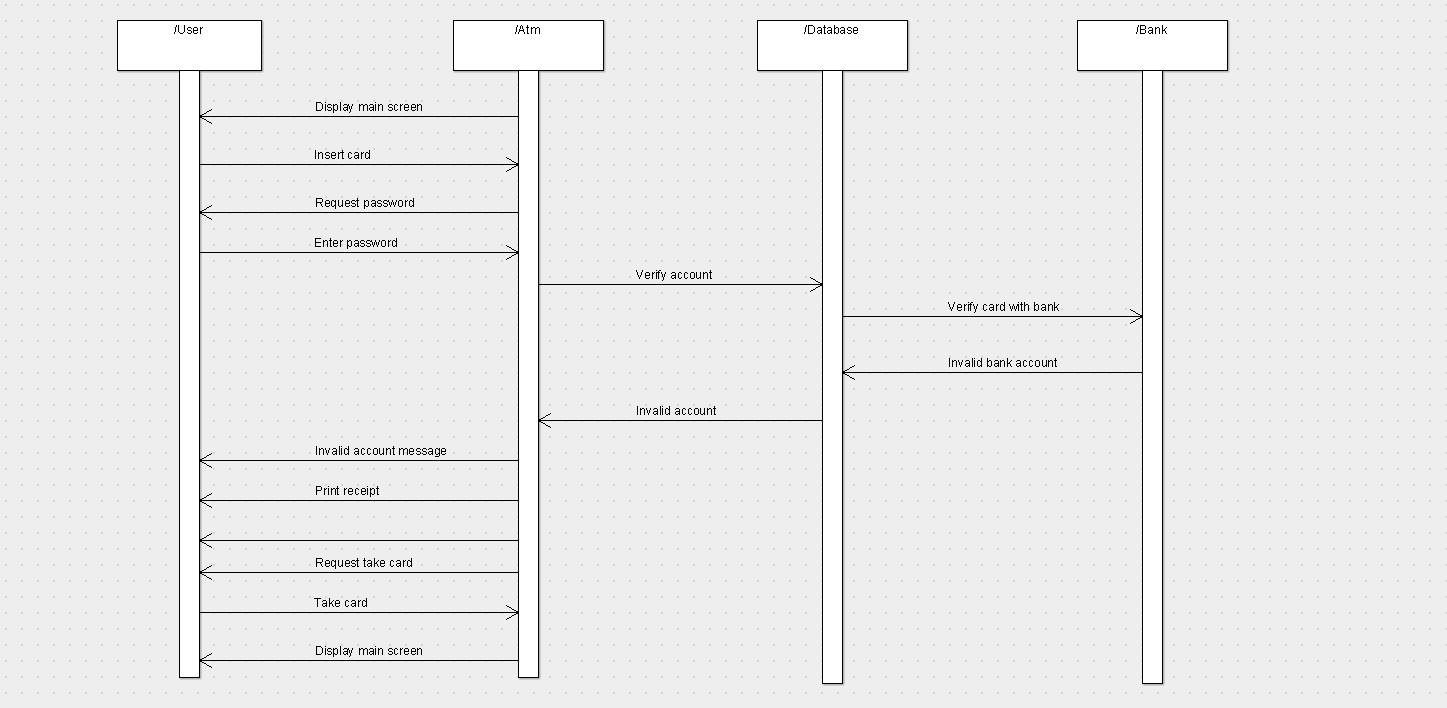 /User
/Atm
/Database
/Bank
Display main screen
Insert card
Request password
Enter password
Verify account
Verify card with bank
Invalid bank account
Invalid account
Invalid account message
Print receipt
Request take card
Take card
Display main screen